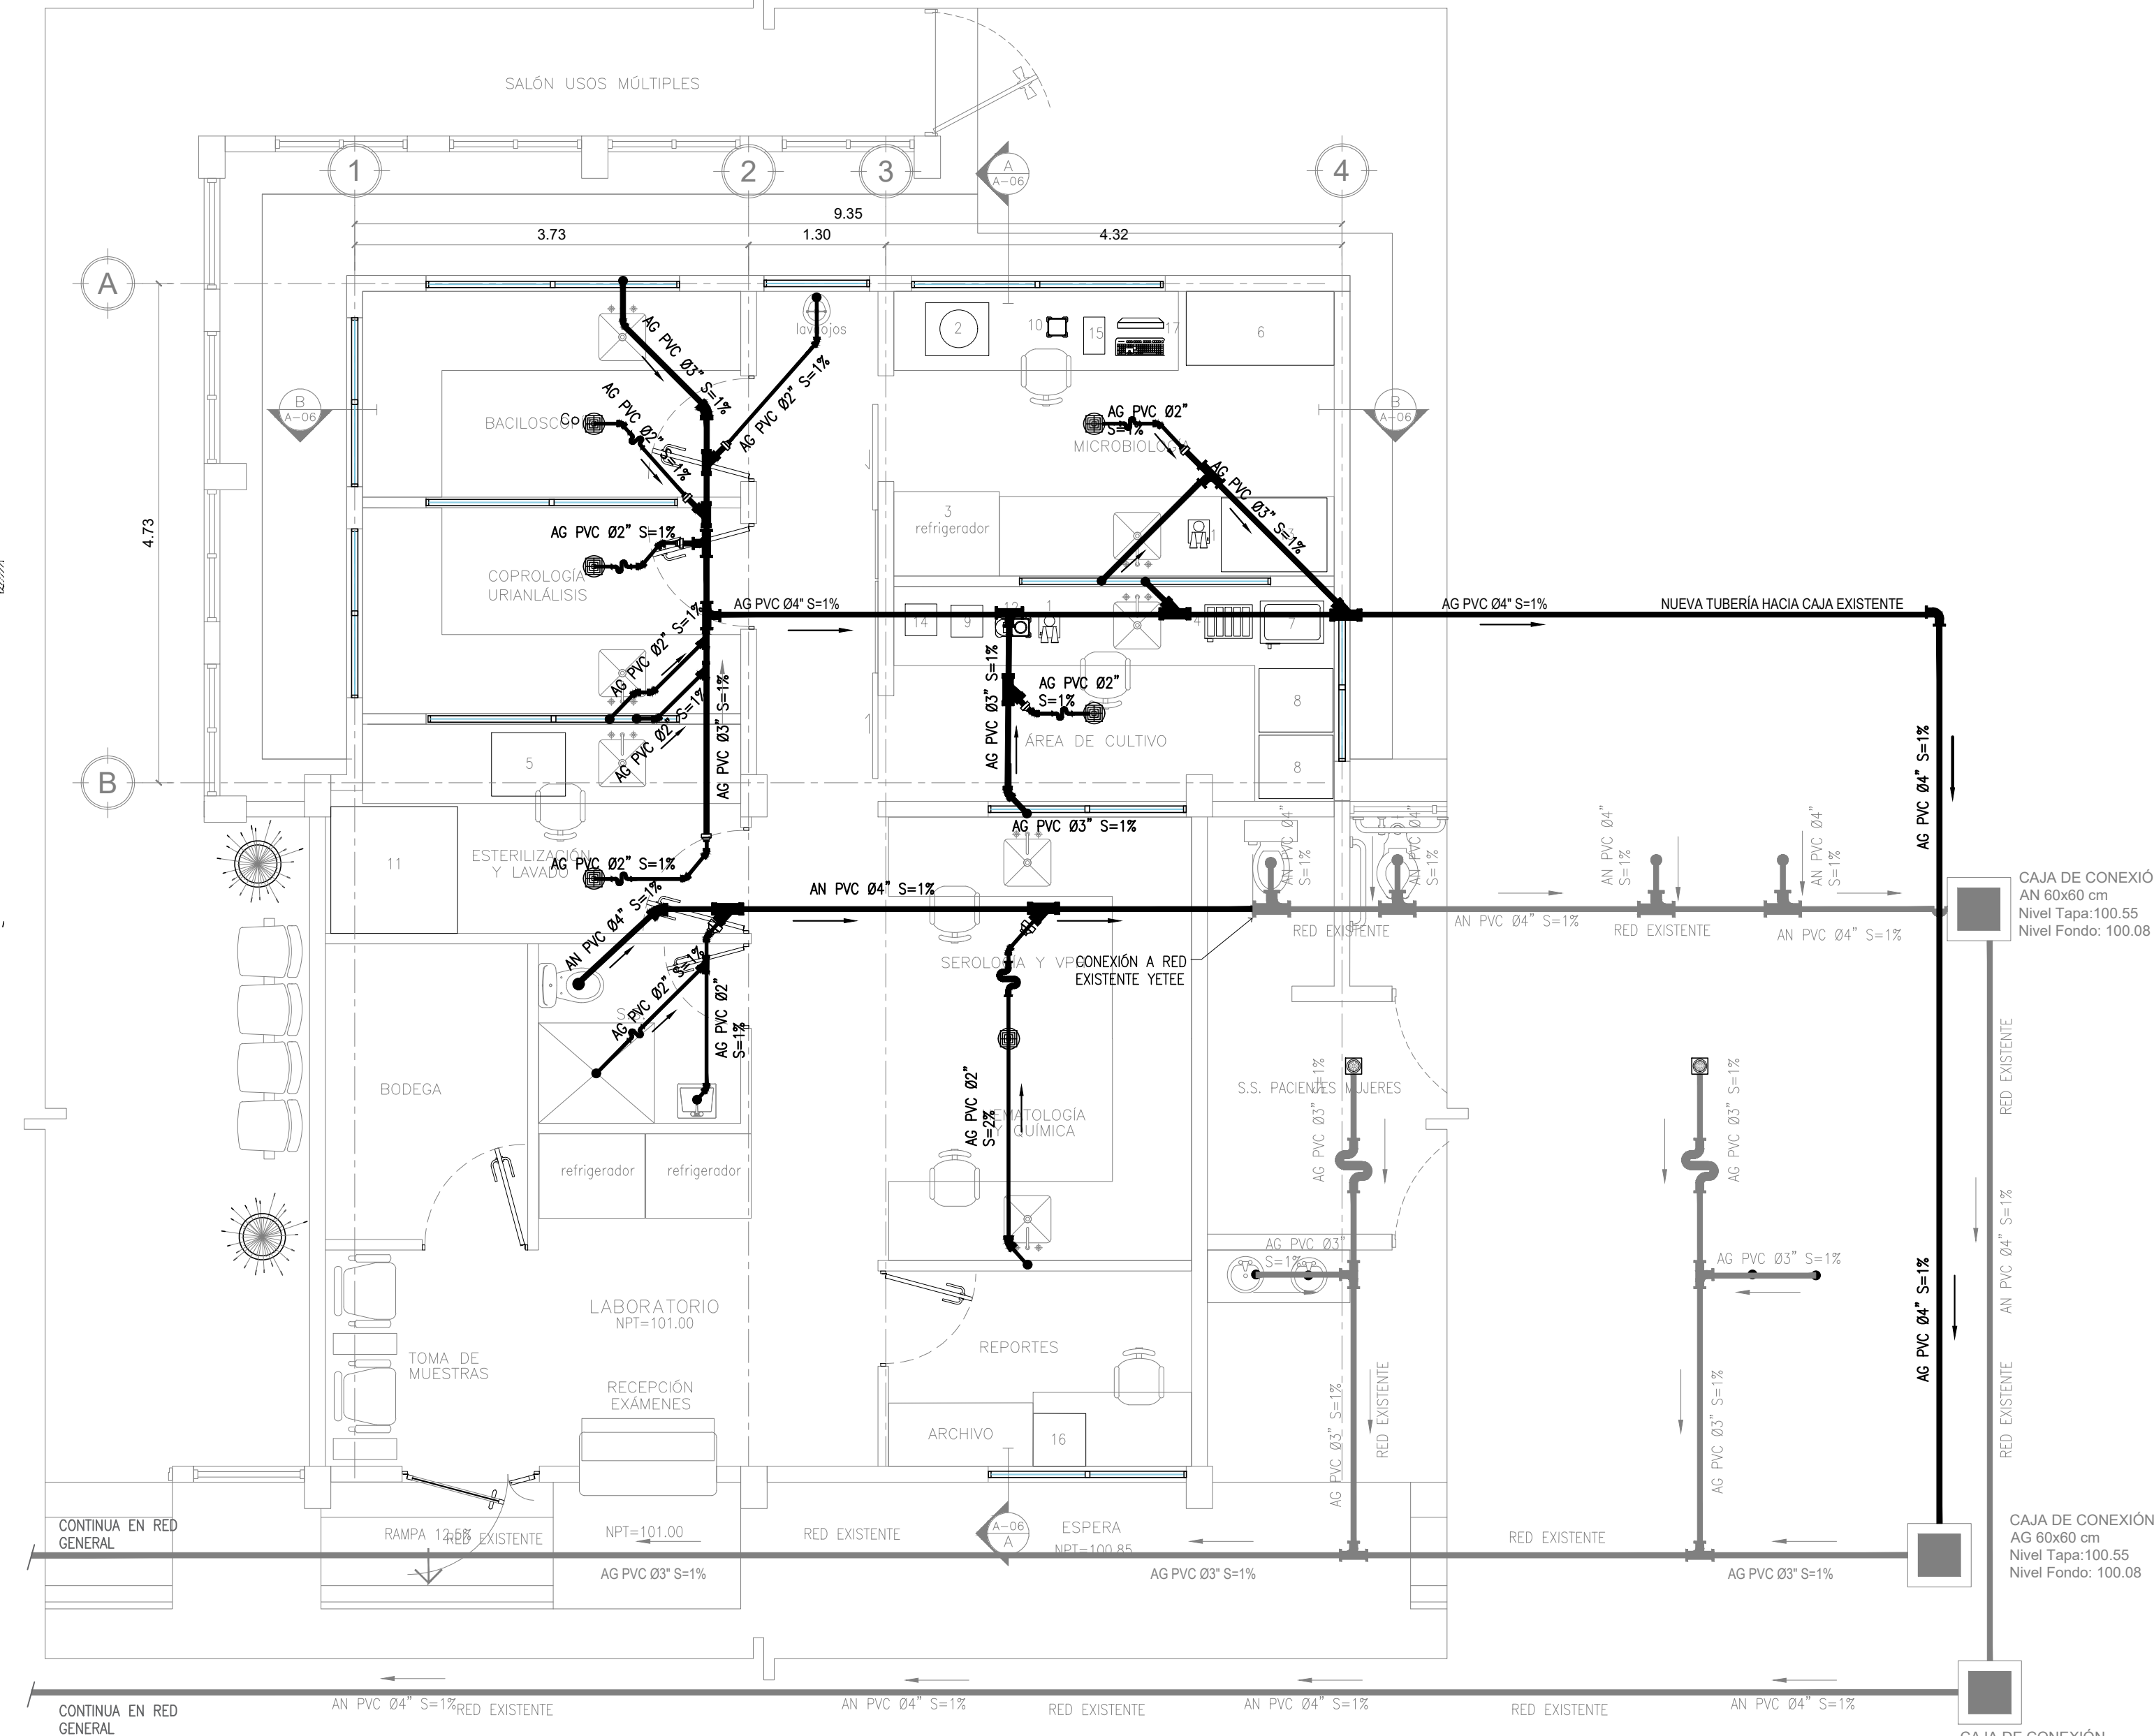 SALÓN USOS MÚLTIPLES
1
2
3
4
A
A-06
9.35
3.73
1.30
4.32
A
4.73
B
B
A-06
B
A-06
lavaojos
2
10
15
17
6
AG PVC Ø3" S=1%
AG PVC Ø2" S=1%
BACILOSCOPÍA
Co
AG PVC Ø2" S=1%
AG PVC Ø2"
S=1%
MICROBIOLOGÍA
AG PVC Ø3" S=1%
3
refrigerador
1
AG PVC Ø2" S=1%
COPROLOGÍA
URIANLÁLISIS
AG PVC Ø4" S=1%
AG PVC Ø4" S=1%
NUEVA TUBERÍA HACIA CAJA EXISTENTE
14
9
12
1
4
7
AG PVC Ø2" S=1%
AG PVC Ø2" S=1%
AG PVC Ø3" S=1%
AG PVC Ø3" S=1%
AG PVC Ø2"
S=1%
8
8
ÁREA DE CULTIVO
5
AG PVC Ø3" S=1%
AG PVC Ø4" S=1%
11
ESTERILIZACIÓN
Y LAVADO
AG PVC Ø2" S=1%
AN PVC Ø4" S=1%
AN PVC Ø4" S=1%
AN PVC Ø4"
S=1%
AN PVC Ø4"
S=1%
AN PVC Ø4"
S=1%
AN PVC Ø4"
S=1%
CAJA DE CONEXIÓ
AN 60x60 cm
Nivel Tapa:100.55
Nivel Fondo: 100.08
RED EXISTENTE
AN PVC Ø4" S=1%
RED EXISTENTE
AN PVC Ø4" S=1%
SEROLOGÍA Y VPH
CONEXIÓN A RED
EXISTENTE YETEE
AG PVC Ø2" S=1%
AG PVC Ø2"
S=1%
BODEGA
refrigerador
refrigerador
AG PVC Ø2"
S=2%
HEMATOLOGÍA
Y QUÍMICA
S.S. PACIENTES MUJERES
AG PVC Ø3" S=1%
AG PVC Ø3" S=1%
AG PVC Ø3"
S=1%
AG PVC Ø3" S=1%
RED EXISTENTE
AN PVC Ø4" S=1%
RED EXISTENTE
AG PVC Ø4" S=1%
LABORATORIO
NPT=101.00
TOMA DE
MUESTRAS
RECEPCIÓN
EXÁMENES
REPORTES
ARCHIVO
16
AG PVC Ø3" S=1%
RED EXISTENTE
AG PVC Ø3" S=1%
CONTINUA EN RED
GENERAL
RAMPA 12.5%
RED EXISTENTE
NPT=101.00
RED EXISTENTE
A-06
A
ESPERA
NPT=100.85
RED EXISTENTE
AG PVC Ø3" S=1%
AG PVC Ø3" S=1%
AG PVC Ø3" S=1%
CAJA DE CONEXIÓN
AG 60x60 cm
Nivel Tapa:100.55
Nivel Fondo: 100.08
CONTINUA EN RED
GENERAL
AN PVC Ø4" S=1%
RED EXISTENTE
AN PVC Ø4" S=1%
RED EXISTENTE
AN PVC Ø4" S=1%
RED EXISTENTE
AN PVC Ø4" S=1%
CAJA DE CONEXIÓN